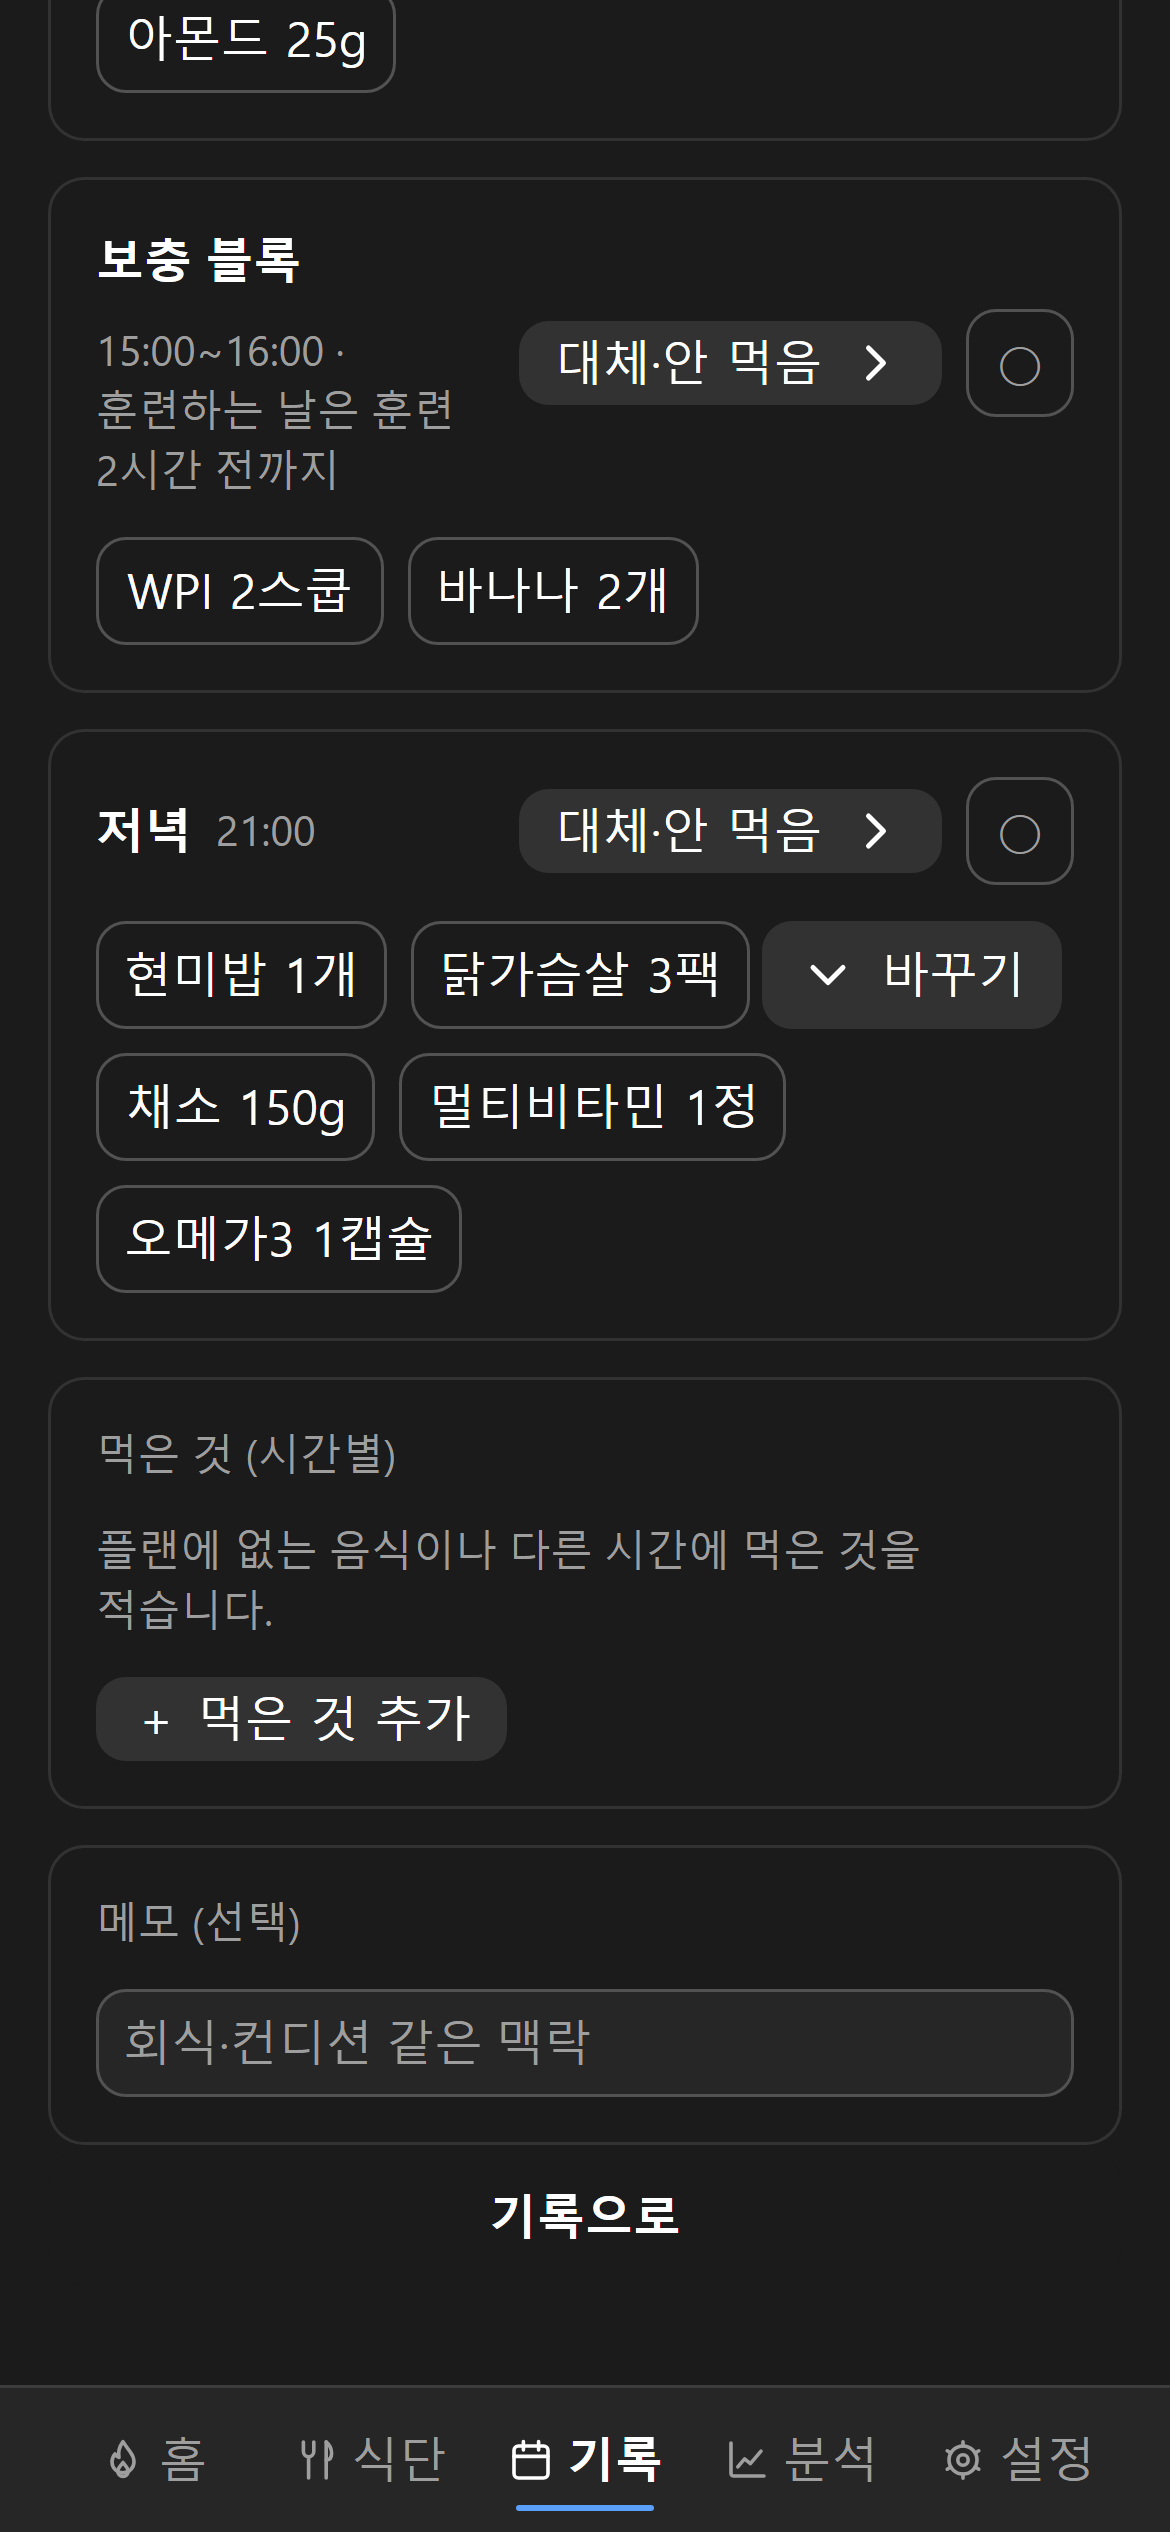 아몬드 25g
보충 블록
15:00~16:00 ·
훈련하는 날은 훈련
2시간 전까지
대체·안 먹음
WPI 2스쿱
바나나 2개
저녁 21:00
대체·안 먹음
현미밥 1개
닭가슴살 3팩
바꾸기
채소 150g
멀티비타민 1정
오메가3 1캡슐
먹은 것 (시간별)
플랜에 없는 음식이나 다른 시간에 먹은 것을
적습니다.
+ 먹은 것 추가
메모 (선택)
회식·컨디션 같은 맥락
기록으로
홈
식단
기록
분석
설정